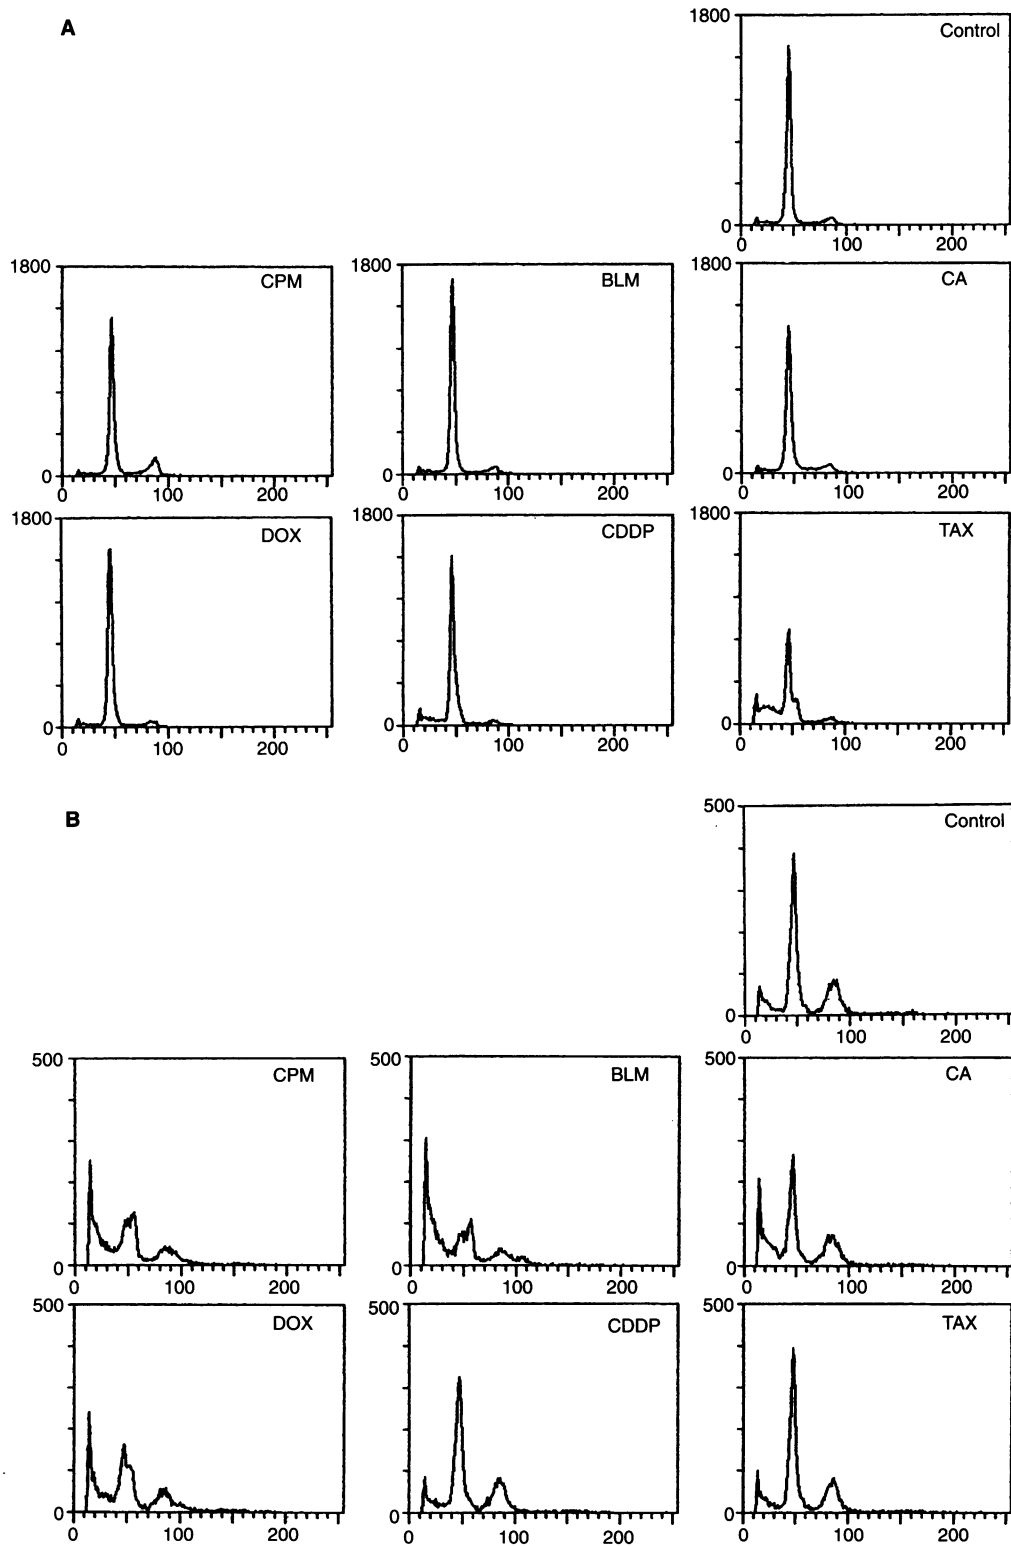 A
1800
Control
0
0 100 200
1800 CPM
1800 BLM
1800 CA
0 0 0
0 100 200 0 100 200 0 100 200
1800 DOX
1800 CDDP
1800 TAX
0 0 0
0 100 200 0 100 200 0 100 200
B
500
Control
0
0 100 200
500 CPM
500 BLM
500 CA
0 0 0
0 100 200 0 100 200 0 100 200
500 DOX
500 CDDP
500 TAX
0 0 0
0 100 200 0 100 200 0 100 200